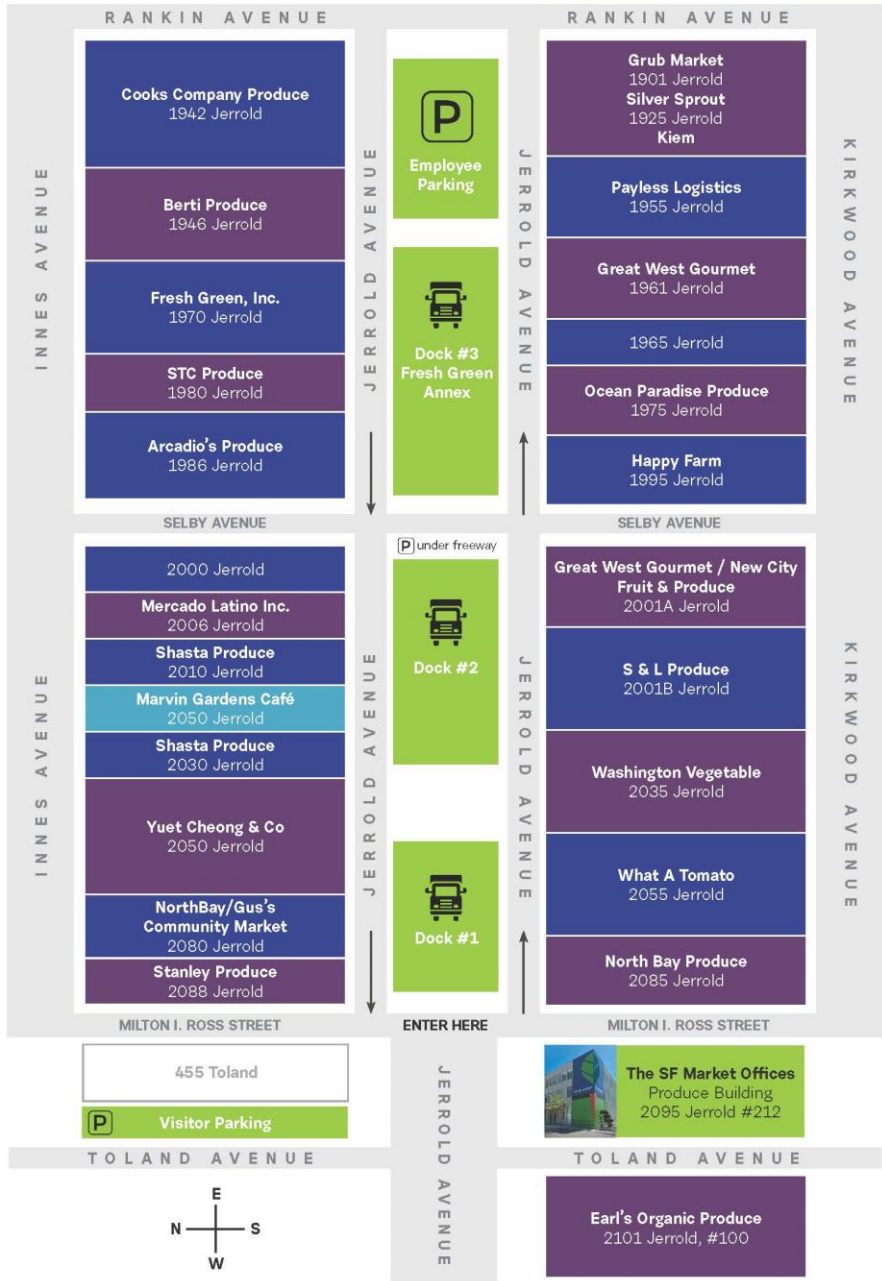 RANKIN AVENUE
RANKIN AVENUE
INNES AVENUE
Cooks Company Produce
1942 Jerrold
Berti Produce
1946 Jerrold
Fresh Green, Inc.
1970 Jerrold
STC Produce
1980 Jerrold
Arcadio's Produce
1986 Jerrold
JERROLD AVENUE
P
Employee
Parking
Dock #3
Fresh Green
Annex
JERROLD AVENUE
Grub Market
1901 Jerrold
Silver Sprout
1925 Jerrold
Kiem
Payless Logistics
1955 Jerrold
Great West Gourmet
1961 Jerrold
1965 Jerrold
Ocean Paradise Produce
1975 Jerrold
Happy Farm
1995 Jerrold
KIRKWOOD AVENUE
SELBY AVENUE
SELBY AVENUE
INNES AVENUE
2000 Jerrold
Mercado Latino Inc.
2006 Jerrold
Shasta Produce
2010 Jerrold
Marvin Gardens Café
2050 Jerrold
Shasta Produce
2030 Jerrold
Yuet Cheong & Co
2050 Jerrold
NorthBay/Gus's
Community Market
2080 Jerrold
Stanley Produce
2088 Jerrold
JERROLD AVENUE
P under freeway
Dock #2
Dock #1
JERROLD AVENUE
Great West Gourmet / New City
Fruit & Produce
2001A Jerrold
S & L Produce
2001B Jerrold
Washington Vegetable
2035 Jerrold
What A Tomato
2055 Jerrold
North Bay Produce
2085 Jerrold
KIRKWOOD AVENUE
MILTON I. ROSS STREET
ENTER HERE
MILTON I. ROSS STREET
455 Toland
P Visitor Parking
JERROLD AVENUE
The SF Market Offices
Produce Building
2095 Jerrold #212
TOLAND AVENUE
TOLAND AVENUE
E
N S
W
Earl's Organic Produce
2101 Jerrold, #100